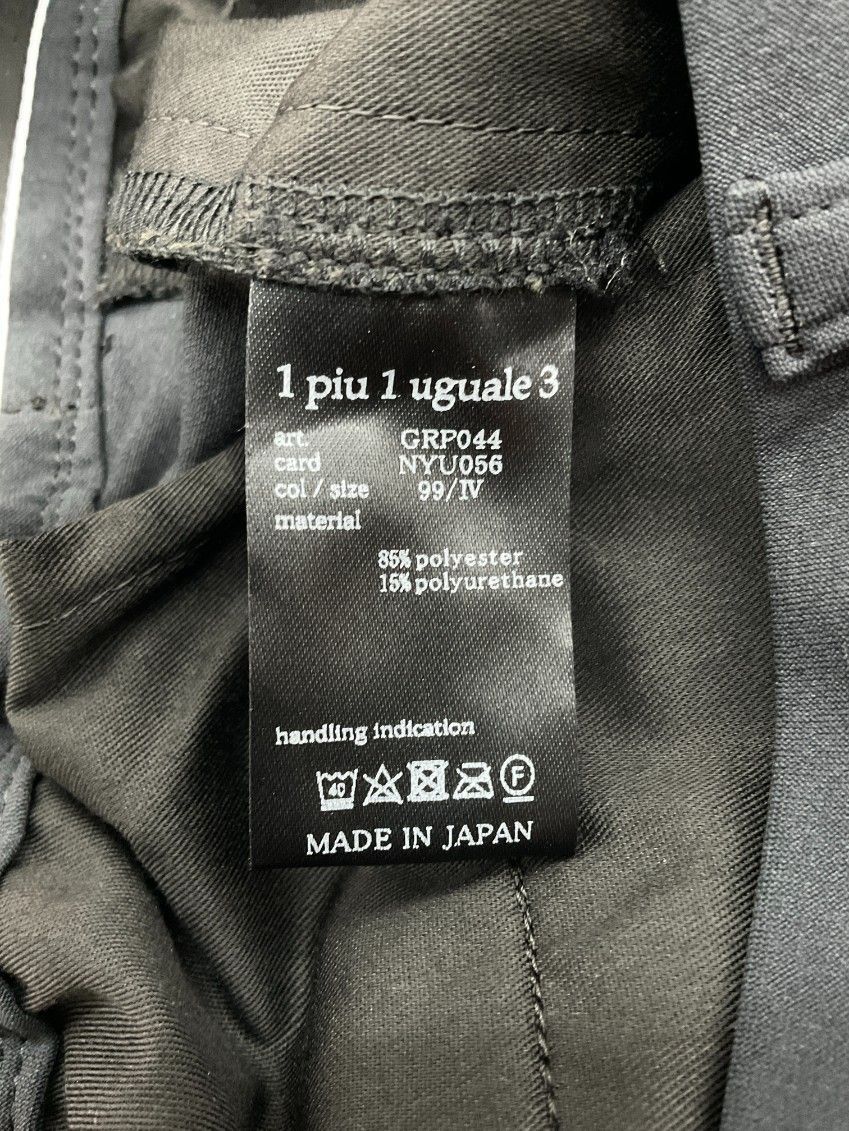 1 piu 1 uguale 3
art. GRP044
card NYU056
col / size 99/IV
material
85% polyester
15% polyurethane
handling indication
40 F
MADE IN JAPAN